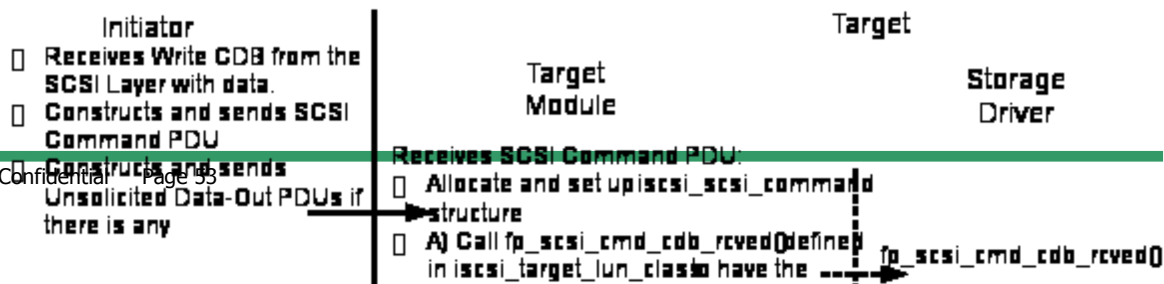 Initiator
▯ Receives Write CDB from the
SCSI Layer with data.
▯ Constructs and sends SCSI
Command PDU
▯ Constructs and sends
Unsolicited Data-Out PDUs if
there is any
Confidential Page 53
Target
Target
Module
Storage
Driver
Receives SCSI Command PDU:
▯ Allocate and set up iscsi_scsi_command
structure
▯ A) Call fp_scsi_cmd_cdb_rcved() defined
in iscsi_target_lun_class to have the
fp_scsi_cmd_cdb_rcved()